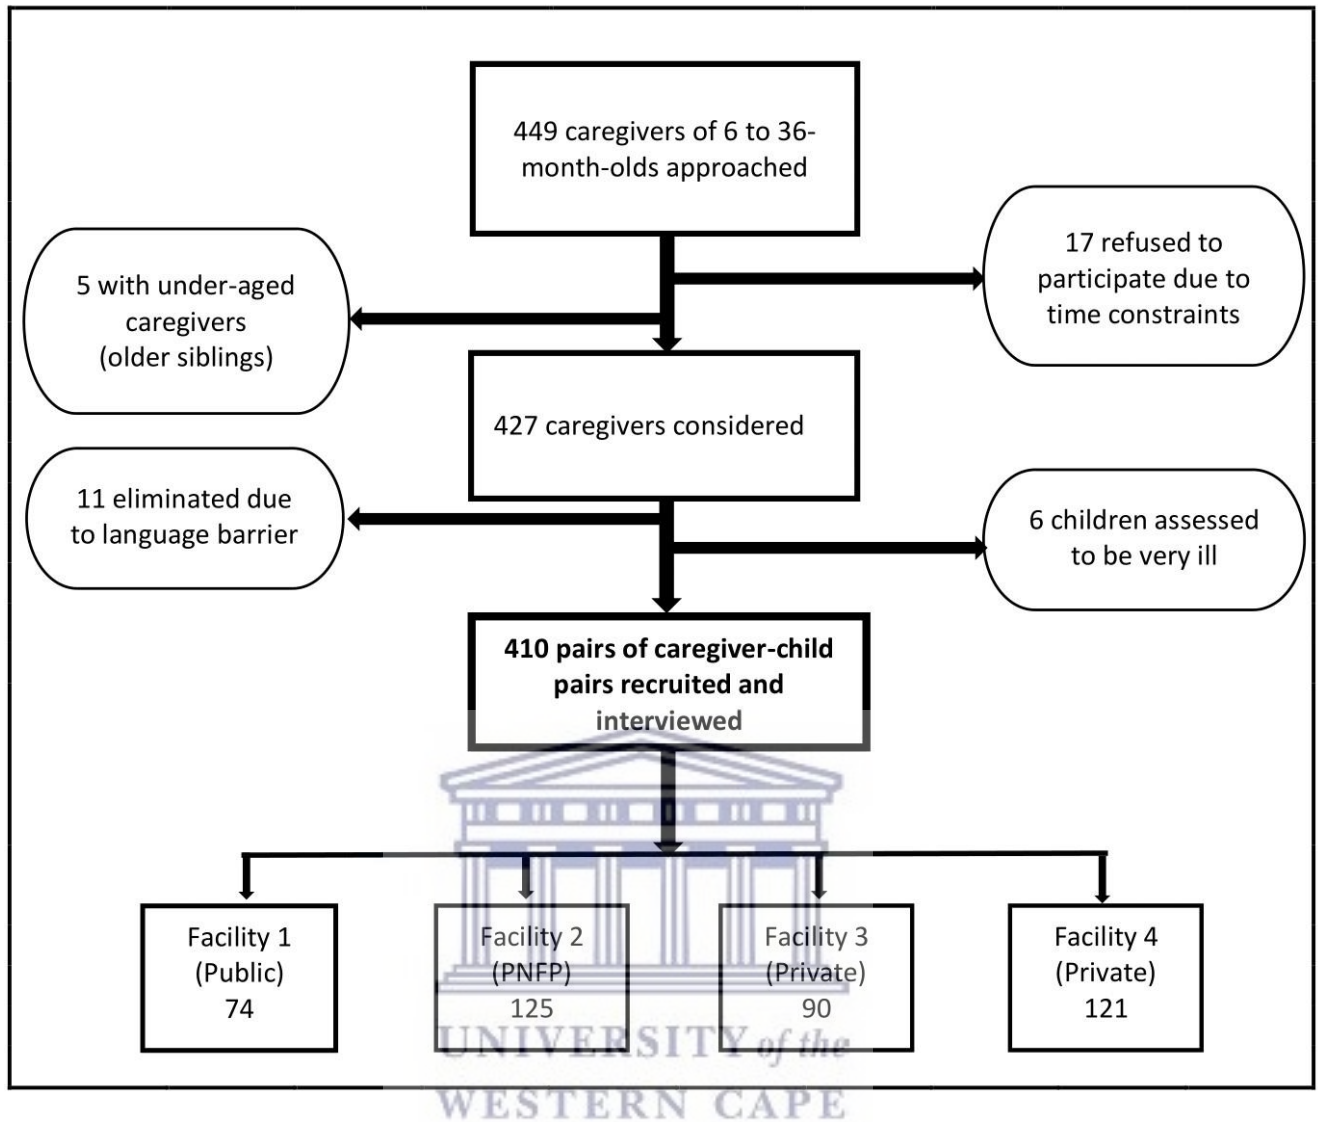 449 caregivers of 6 to 36-
month-olds approached
17 refused to
participate due to
time constraints
5 with under-aged
caregivers
(older siblings)
427 caregivers considered
11 eliminated due
to language barrier
6 children assessed
to be very ill
410 pairs of caregiver-child
pairs recruited and
interviewed
Facility 1
(Public)
74
Facility 2
(PNFP)
125
Facility 3
(Private)
90
Facility 4
(Private)
121
UNIVERSITY of the
WESTERN CAPE